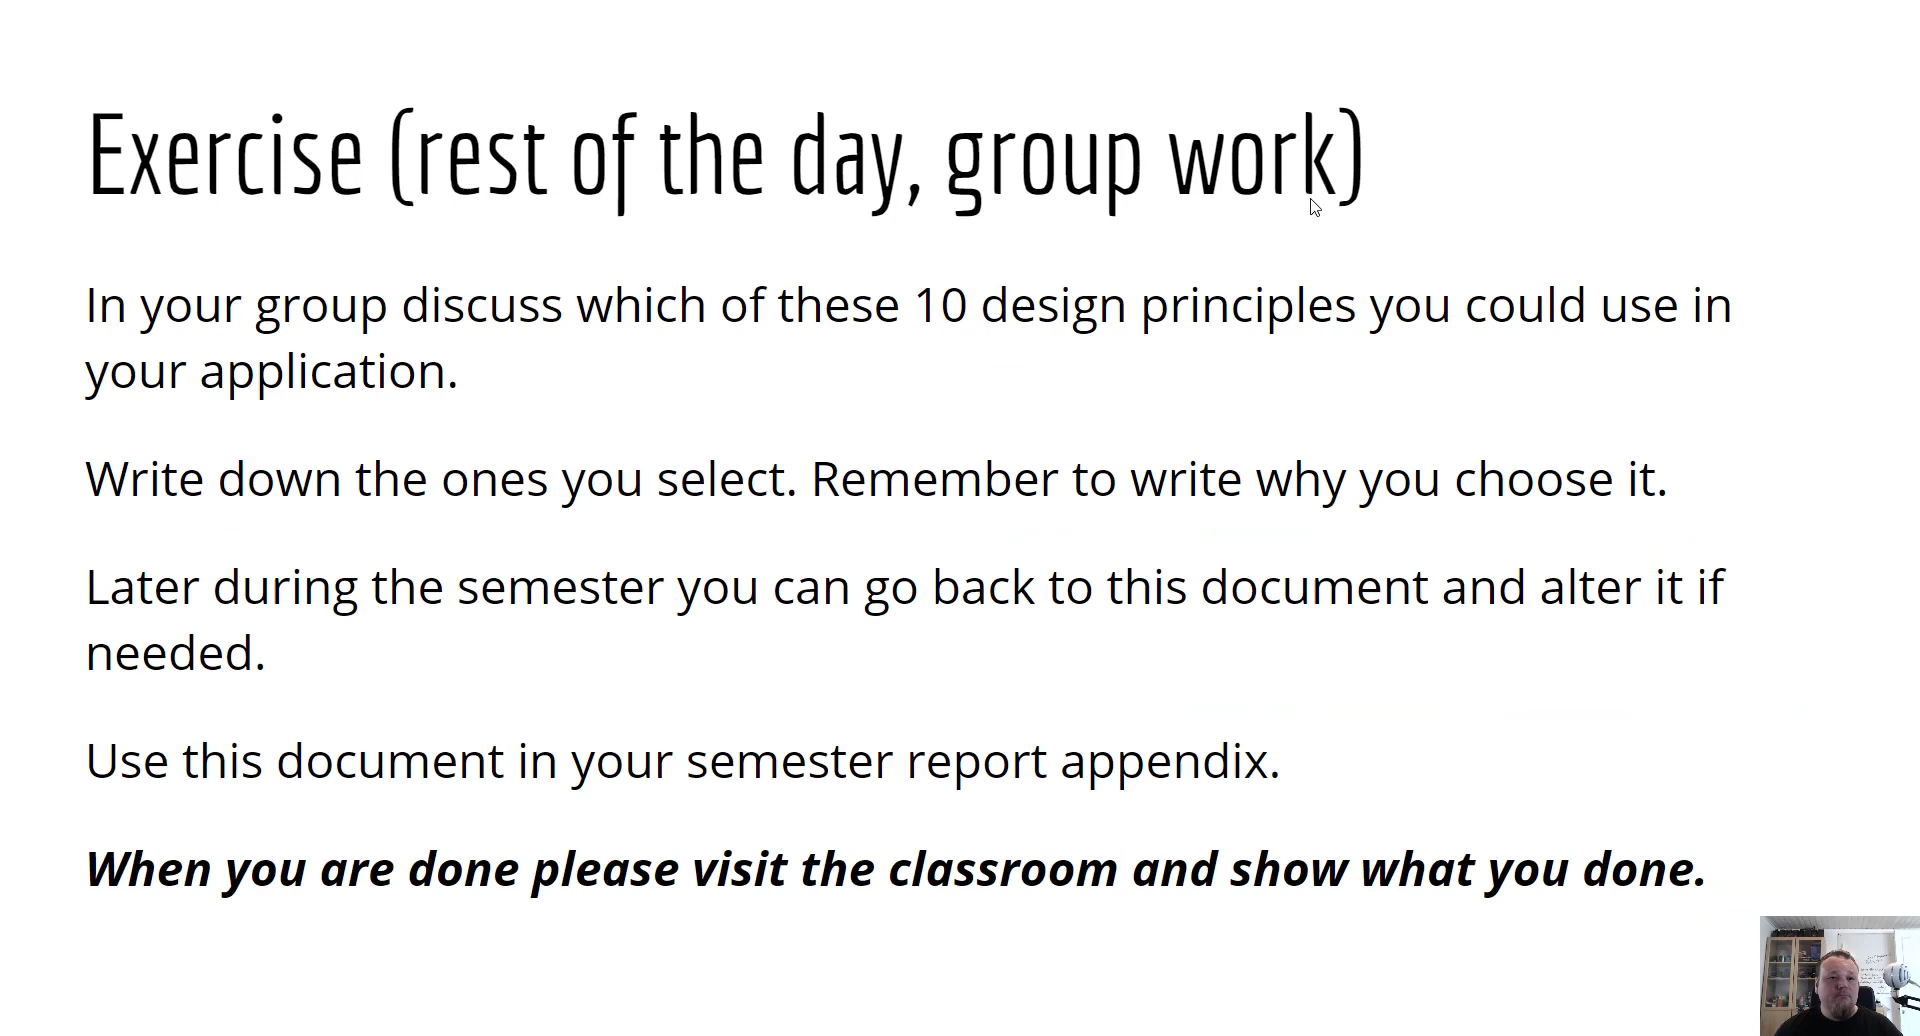 Exercise (rest of the day, group work)
In your group discuss which of these 10 design principles you could use in
your application.
Write down the ones you select. Remember to write why you choose it.
Later during the semester you can go back to this document and alter it if
needed.
Use this document in your semester report appendix.
When you are done please visit the classroom and show what you done.